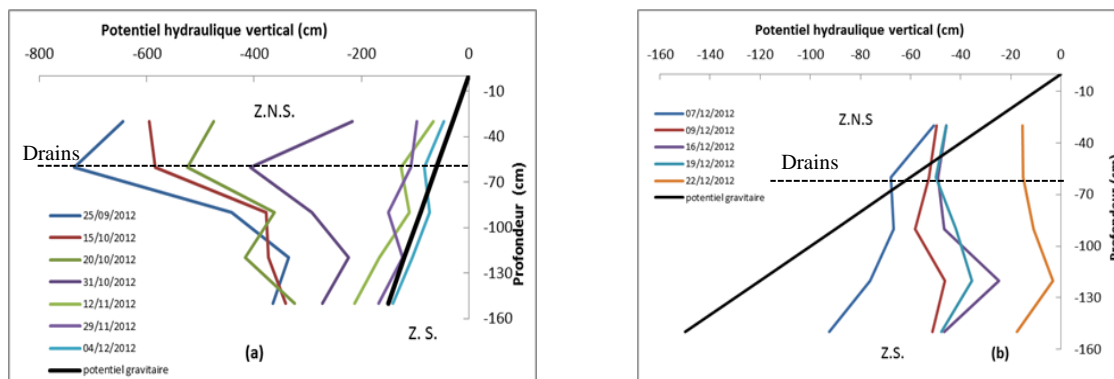 Potentiel hydraulique vertical (cm)
-800 -600 -400 -200 0
-10
-40
-70
-100
-130
-160
Profondeur (cm)
Z.N.S.
Drains
25/09/2012
15/10/2012
20/10/2012
31/10/2012
12/11/2012
29/11/2012
04/12/2012
potentiel gravitaire
Z. S.
(a)
Potentiel hydraulique vertical (cm)
-160 -140 -120 -100 -80 -60 -40 -20 0
-10
-40
-70
-100
-130
-160
Z.N.S
Drains
07/12/2012
09/12/2012
16/12/2012
19/12/2012
22/12/2012
potentiel gravitaire
Z.S.
(b)